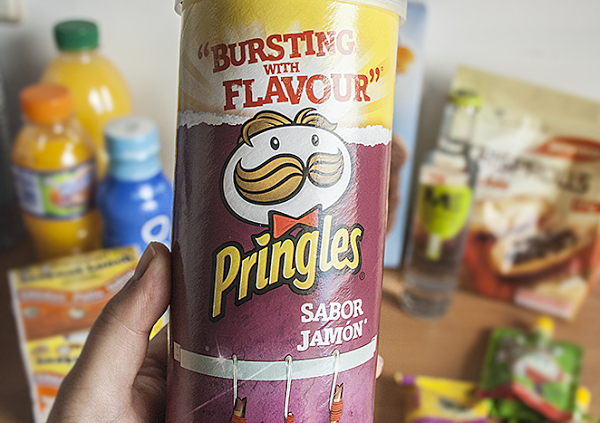 “BURSTING
WITH
FLAVOUR”
Pringles
SABOR
JAMÓN*